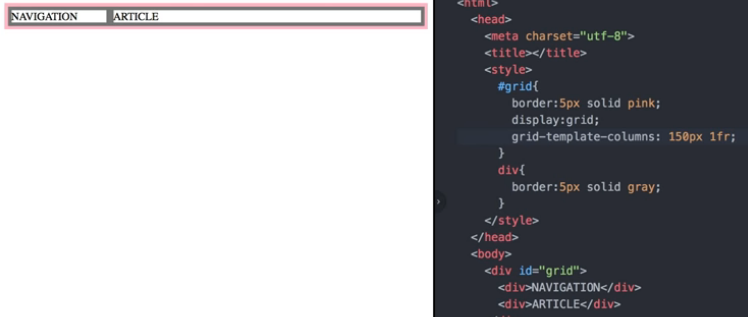 NAVIGATION ARTICLE
<html>
<head>
<meta charset="utf-8">
<title></title>
<style>
#grid{
border:5px solid pink;
display:grid;
grid-template-columns: 150px 1fr;
}
div{
border:5px solid gray;
}
</style>
</head>
<body>
<div id="grid">
<div>NAVIGATION</div>
<div>ARTICLE</div>